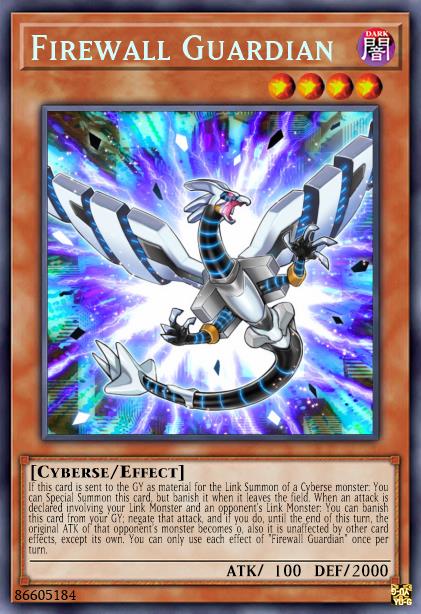 FIREWALL GUARDIAN
DARK
闇
[CYBERSE/EFFECT]
If this card is sent to the GY as material for the Link Summon of a Cyberse monster: You
can Special Summon this card, but banish it when it leaves the field. When an attack is
declared involving your Link Monster and an opponent's Link Monster: You can banish
this card from your GY; negate that attack, and if you do, until the end of this turn, the
original ATK of that opponent's monster becomes 0, also it is unaffected by other card
effects, except its own. You can only use each effect of "Firewall Guardian" once per
turn.
ATK/ 100 DEF/2000
86605184